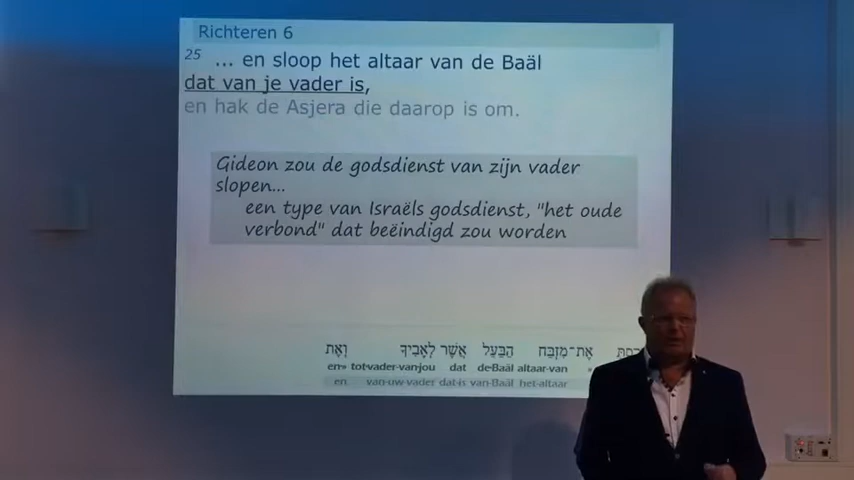 Richteren 6
25 ... en sloop het altaar van de Baäl
dat van je vader is,
en hak de Asjera die daarop is om.
Gideon zou de godsdienst van zijn vader
slopen...
een type van Israëls godsdienst, "het oude
verbond" dat beëindigd zou worden
אֶת־מִזְבַּח הַבַּעַל אֲשֶׁר לְאָבִיךָ וְאֶת
en» tot·vader·van·jou dat de·Baäl altaar·van »
en van·uw·vader dat·is van·Baäl het·altaar